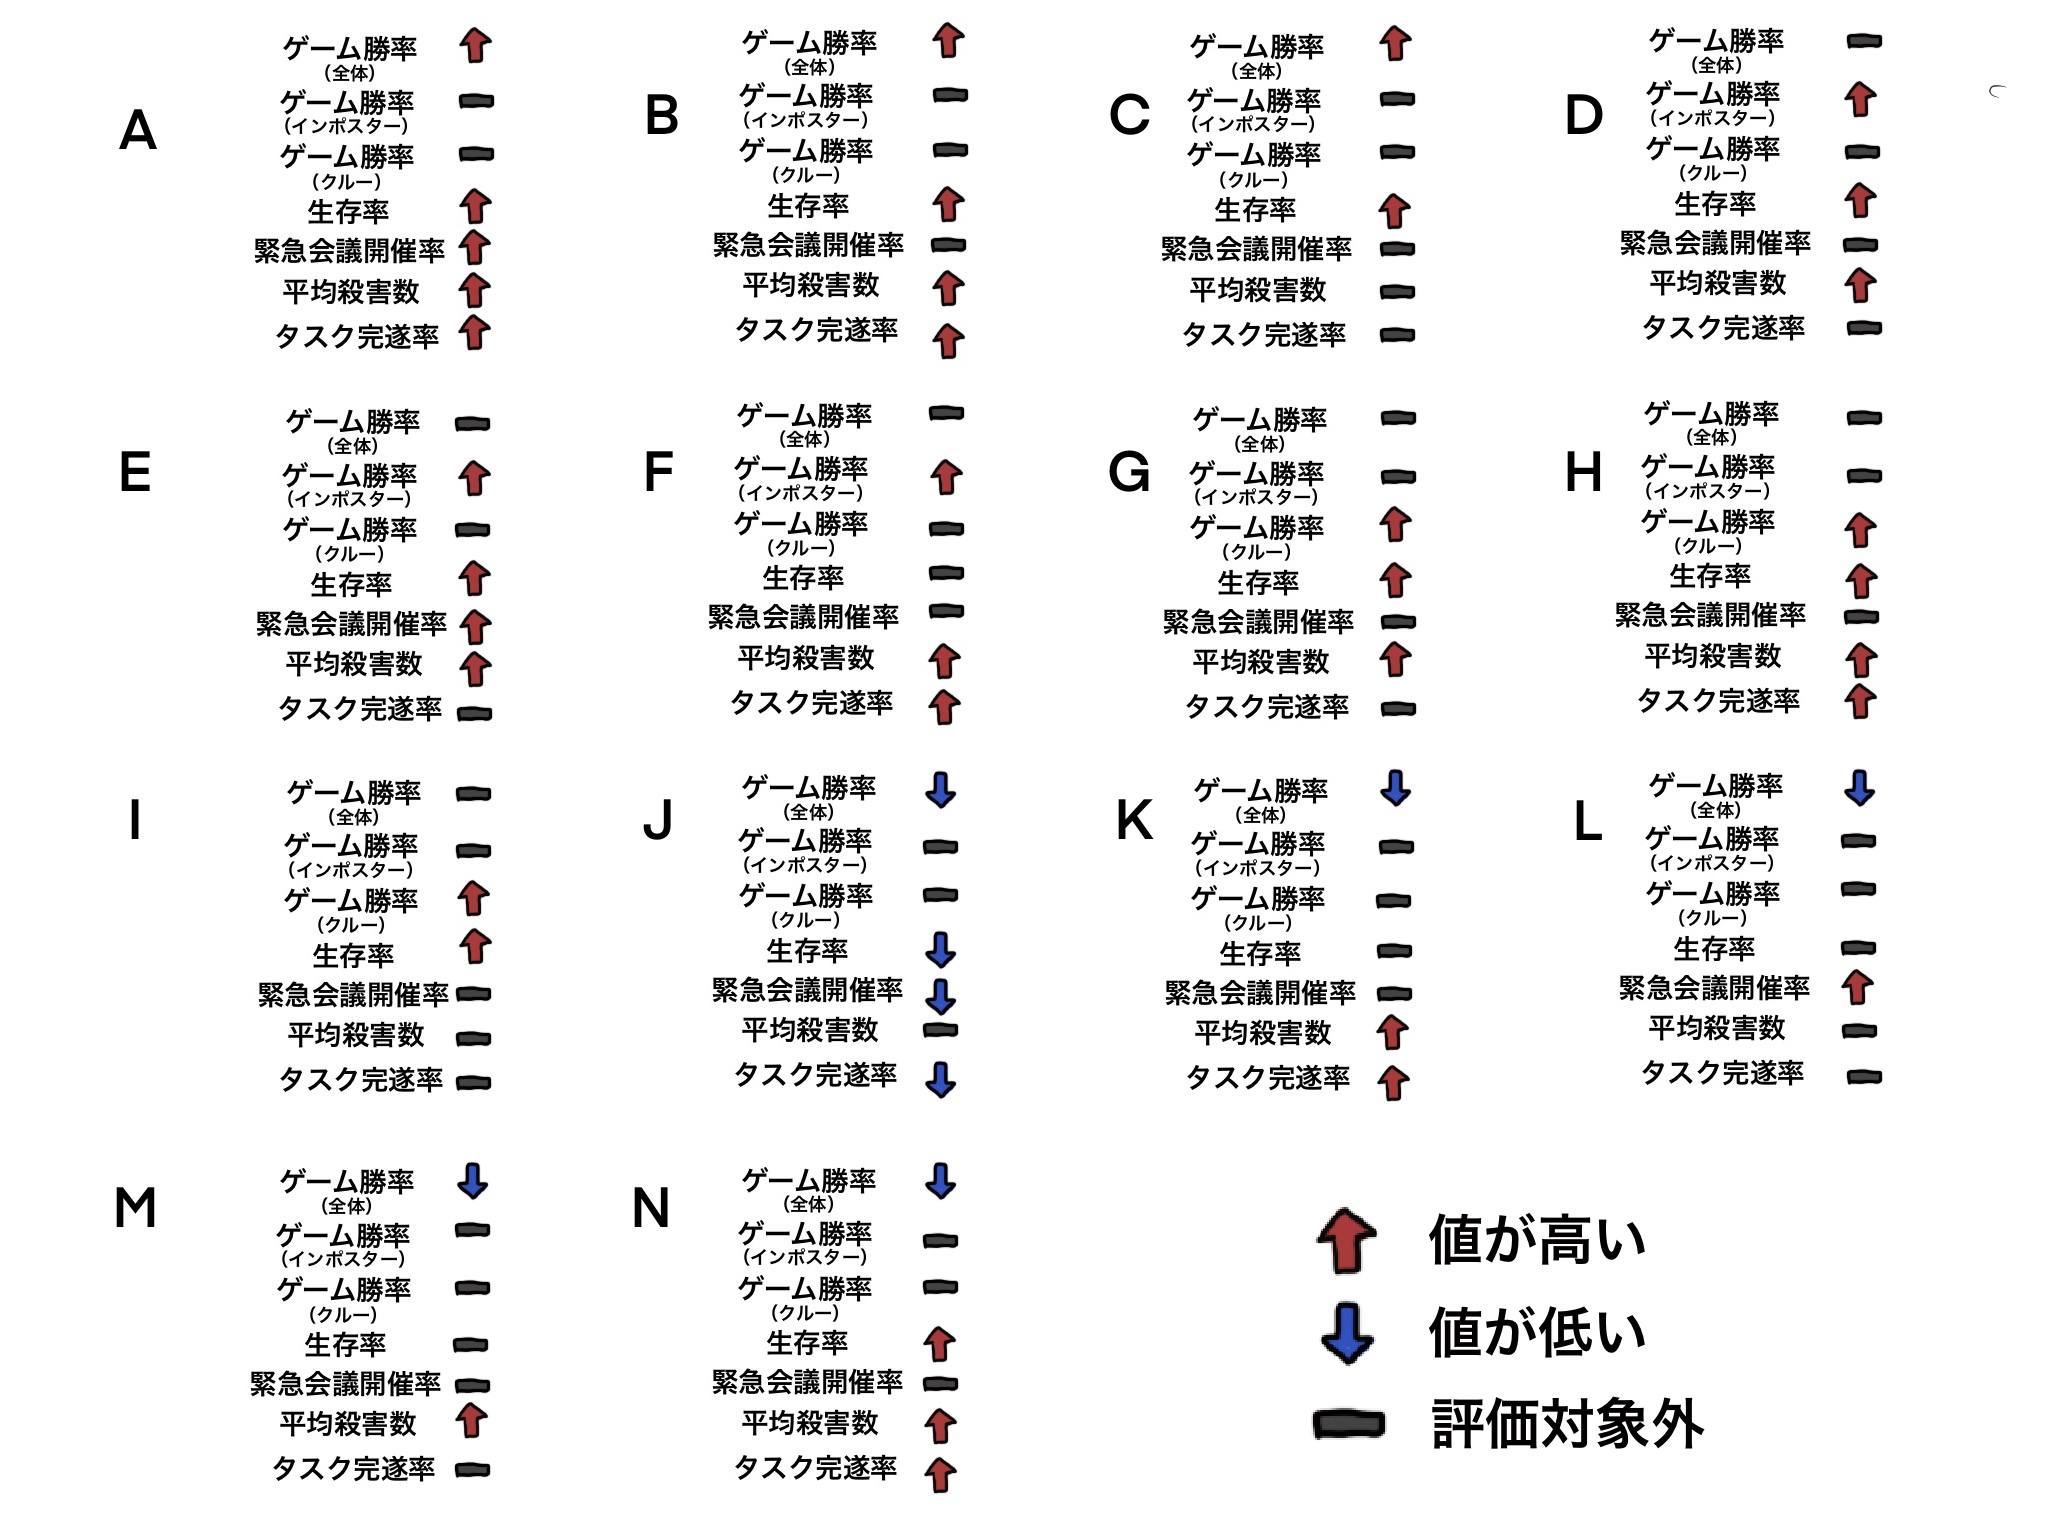 A
ゲーム勝率
（全体）
ゲーム勝率
（インポスター）
ゲーム勝率
（クルー）
生存率
緊急会議開催率
平均殺害数
タスク完遂率
B
ゲーム勝率
（全体）
ゲーム勝率
（インポスター）
ゲーム勝率
（クルー）
生存率
緊急会議開催率
平均殺害数
タスク完遂率
C
ゲーム勝率
（全体）
ゲーム勝率
（インポスター）
ゲーム勝率
（クルー）
生存率
緊急会議開催率
平均殺害数
タスク完遂率
D
ゲーム勝率
（全体）
ゲーム勝率
（インポスター）
ゲーム勝率
（クルー）
生存率
緊急会議開催率
平均殺害数
タスク完遂率
E
ゲーム勝率
（全体）
ゲーム勝率
（インポスター）
ゲーム勝率
（クルー）
生存率
緊急会議開催率
平均殺害数
タスク完遂率
F
ゲーム勝率
（全体）
ゲーム勝率
（インポスター）
ゲーム勝率
（クルー）
生存率
緊急会議開催率
平均殺害数
タスク完遂率
G
ゲーム勝率
（全体）
ゲーム勝率
（インポスター）
ゲーム勝率
（クルー）
生存率
緊急会議開催率
平均殺害数
タスク完遂率
H
ゲーム勝率
（全体）
ゲーム勝率
（インポスター）
ゲーム勝率
（クルー）
生存率
緊急会議開催率
平均殺害数
タスク完遂率
I
ゲーム勝率
（全体）
ゲーム勝率
（インポスター）
ゲーム勝率
（クルー）
生存率
緊急会議開催率
平均殺害数
タスク完遂率
J
ゲーム勝率
（全体）
ゲーム勝率
（インポスター）
ゲーム勝率
（クルー）
生存率
緊急会議開催率
平均殺害数
タスク完遂率
K
ゲーム勝率
（全体）
ゲーム勝率
（インポスター）
ゲーム勝率
（クルー）
生存率
緊急会議開催率
平均殺害数
タスク完遂率
L
ゲーム勝率
（全体）
ゲーム勝率
（インポスター）
ゲーム勝率
（クルー）
生存率
緊急会議開催率
平均殺害数
タスク完遂率
M
ゲーム勝率
（全体）
ゲーム勝率
（インポスター）
ゲーム勝率
（クルー）
生存率
緊急会議開催率
平均殺害数
タスク完遂率
N
ゲーム勝率
（全体）
ゲーム勝率
（インポスター）
ゲーム勝率
（クルー）
生存率
緊急会議開催率
平均殺害数
タスク完遂率
値が高い
値が低い
評価対象外